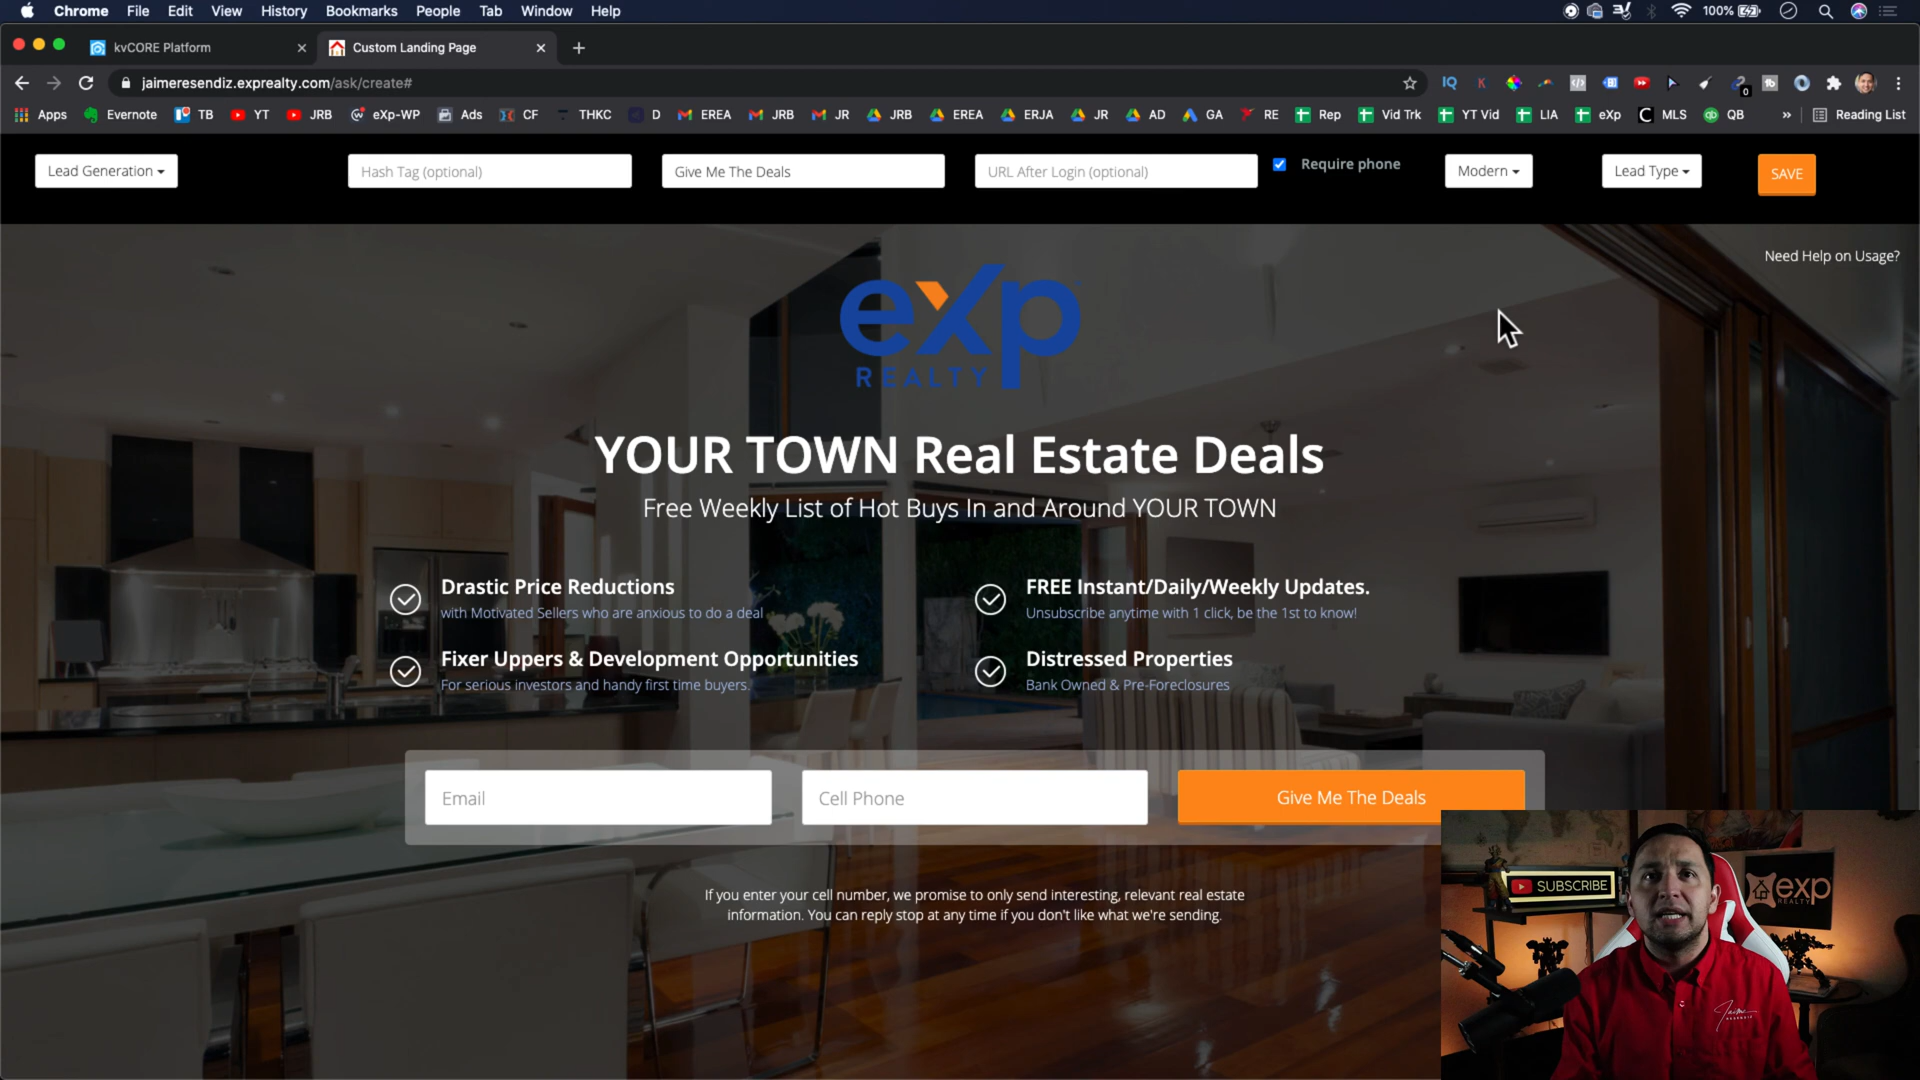 Chrome File Edit View History Bookmarks People Tab Window Help 100%
kvCORE Platform Custom Landing Page
jaimeresendiz.exprealty.com/ask/create#
Apps Evernote TB YT JRB eXp-WP Ads CF THKC D EREA JRB JR JRB EREA ERJA JR AD GA RE Rep Vid Trk YT Vid LIA eXp MLS QB » Reading List
Lead Generation Hash Tag (optional) Give Me The Deals URL After Login (optional) Require phone Modern Lead Type SAVE
Need Help on Usage?
eXp
REALTY
YOUR TOWN Real Estate Deals
Free Weekly List of Hot Buys In and Around YOUR TOWN
Drastic Price Reductions
with Motivated Sellers who are anxious to do a deal
FREE Instant/Daily/Weekly Updates.
Unsubscribe anytime with 1 click, be the 1st to know!
Fixer Uppers & Development Opportunities
For serious investors and handy first time buyers.
Distressed Properties
Bank Owned & Pre-Foreclosures
Email Cell Phone Give Me The Deals
If you enter your cell number, we promise to only send interesting, relevant real estate
information. You can reply stop at any time if you don't like what we're sending.
SUBSCRIBE
exp
REALTY